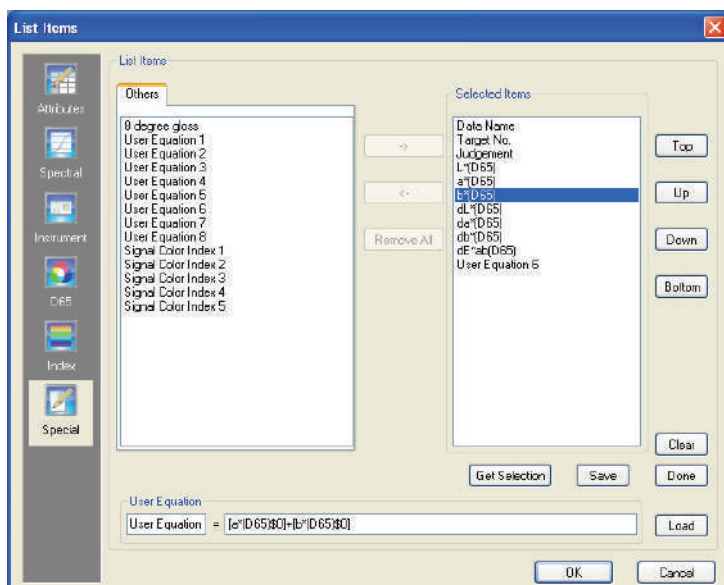 List Items
List Items
Attributes
Spectral
Instrument
D65
Index
Special
Others
8 degree gloss
User Equation 1
User Equation 2
User Equation 3
User Equation 4
User Equation 5
User Equation 6
User Equation 7
User Equation 8
Signal Color Index 1
Signal Color Index 2
Signal Color Index 3
Signal Color Index 4
Signal Color Index 5
->
<-
Remove All
Selected Items
Data Name
Target No.
Judgement
L*(D65)
a*(D65)
b*(D65)
dL*(D65)
da*(D65)
db*(D65)
dE*ab(D65)
User Equation 6
Top
Up
Down
Bottom
Clear
Get Selection
Save
Done
User Equation
User Equation = [a*(D65)$0]+[b*(D65)$0]
Load
OK
Cancel